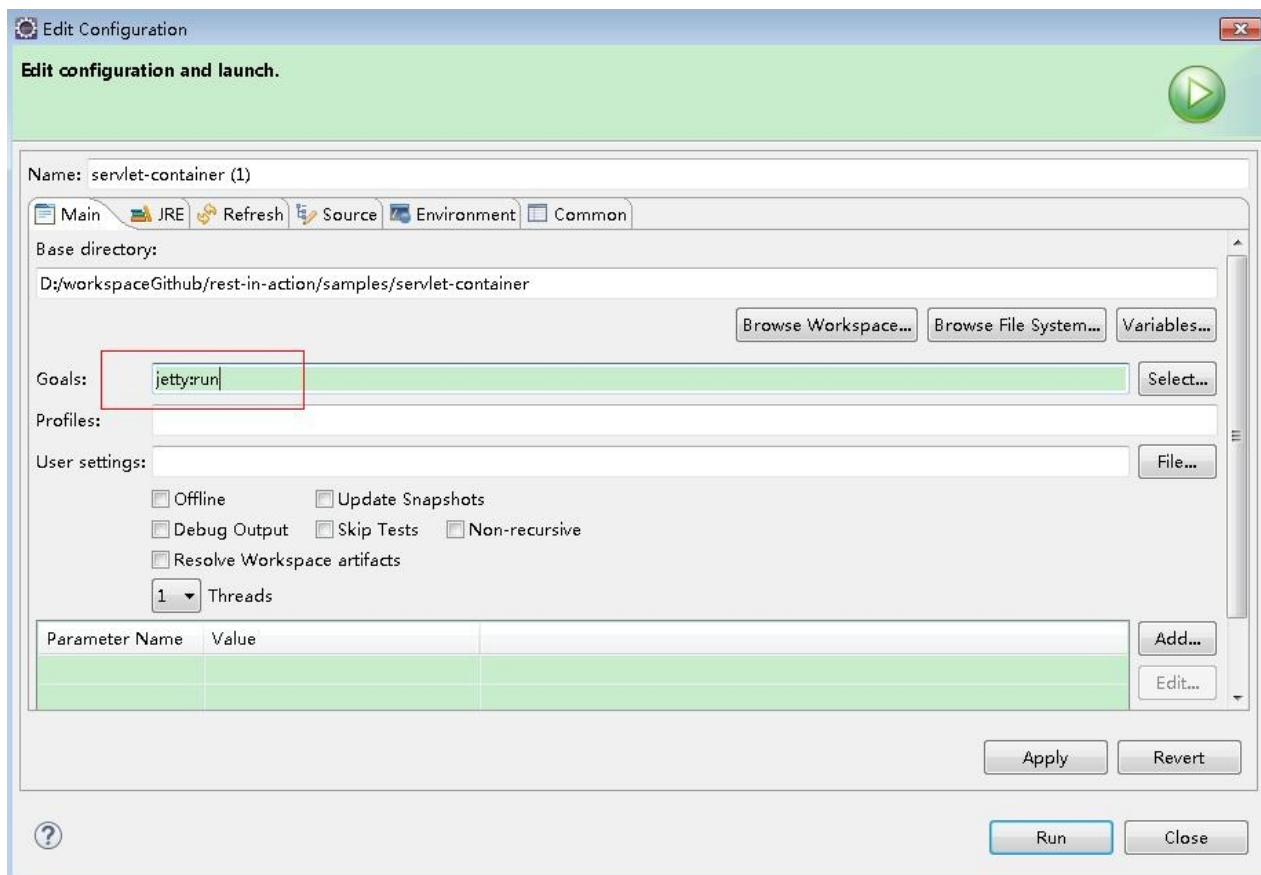 Edit Configuration
Edit configuration and launch.
Name: servlet-container (1)
Main JRE Refresh Source Environment Common
Base directory:
D:/workspaceGithub/rest-in-action/samples/servlet-container
Browse Workspace... Browse File System... Variables...
Goals: jetty:run Select...
Profiles:
User settings: File...
Offline Update Snapshots
Debug Output Skip Tests Non-recursive
Resolve Workspace artifacts
1 Threads
Parameter Name Value Add...
Edit...
Apply Revert
? Run Close